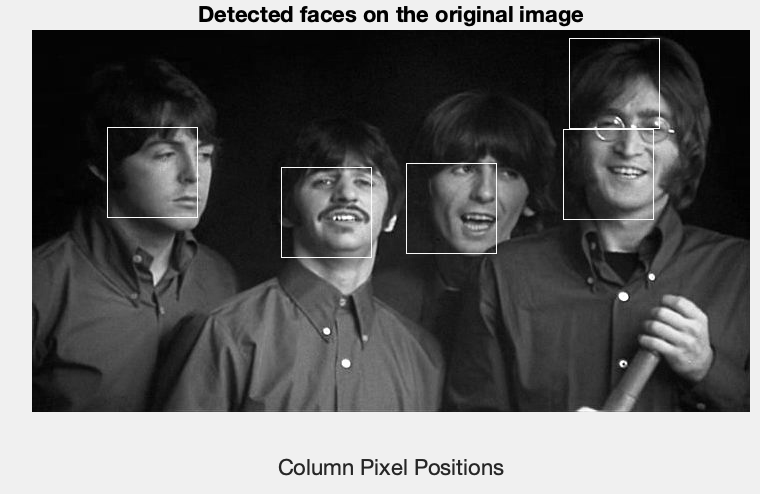 Detected faces on the original image
Column Pixel Positions